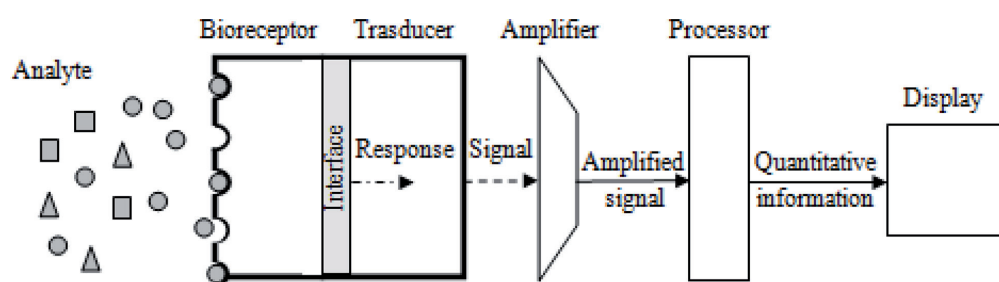 Bioreceptor
Trasducer
Amplifier
Processor
Analyte
Display
Interface
Response
Signal
Amplified
signal
Quantitative
information